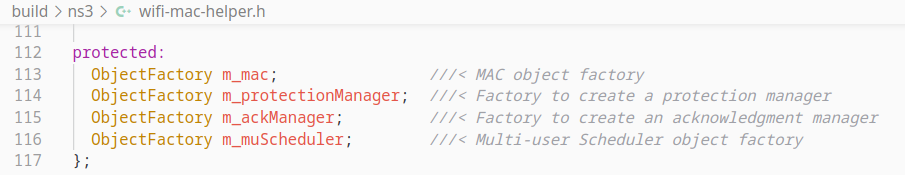 build > ns3 > wifi-mac-helper.h
111
112 protected:
113 ObjectFactory m_mac; ///< MAC object factory
114 ObjectFactory m_protectionManager; ///< Factory to create a protection manager
115 ObjectFactory m_ackManager; ///< Factory to create an acknowledgment manager
116 ObjectFactory m_muScheduler; ///< Multi-user Scheduler object factory
117 };